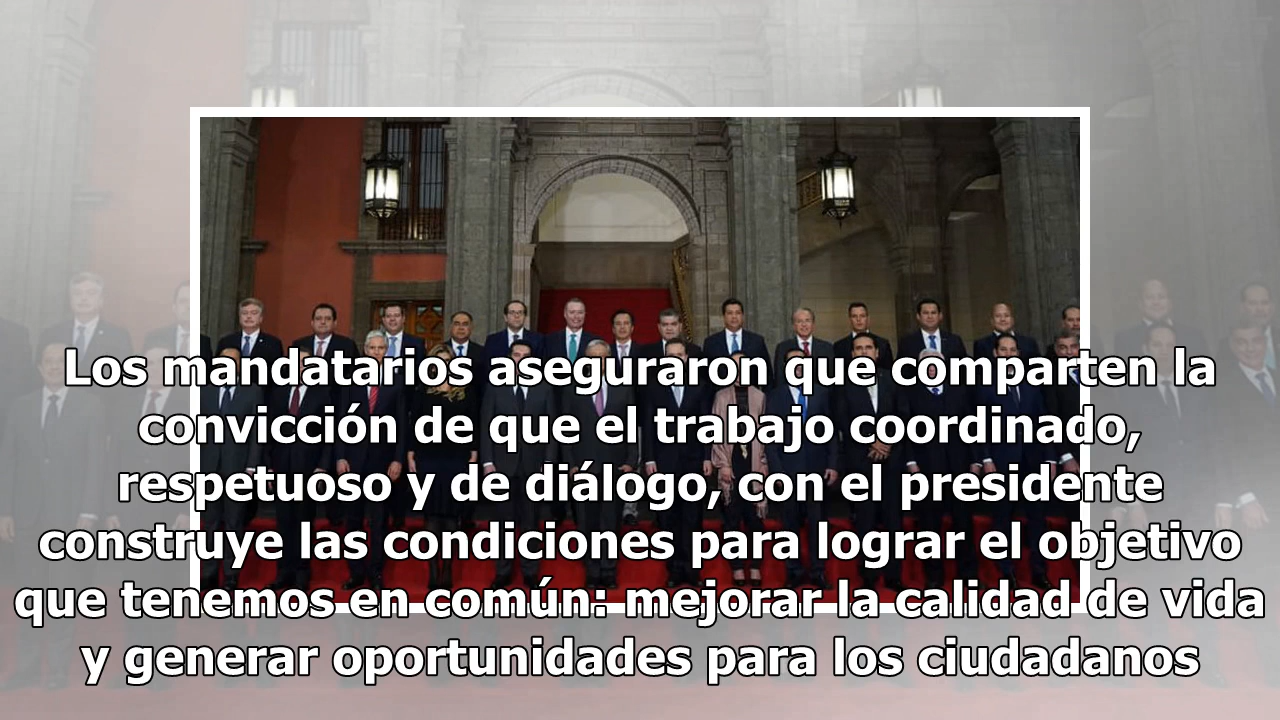 Los mandatarios aseguraron que comparten la
convicción de que el trabajo coordinado,
respetuoso y de diálogo, con el presidente
construye las condiciones para lograr el objetivo
que tenemos en común: mejorar la calidad de vida
y generar oportunidades para los ciudadanos